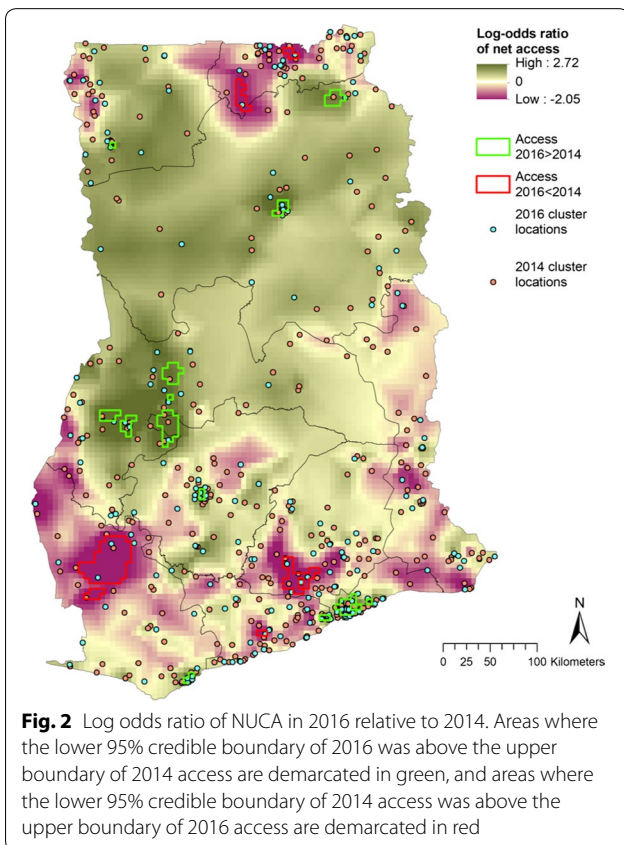 Log-odds ratio
of net access
High : 2.72
0
Low : -2.05
Access
2016>2014
Access
2016<2014
2016 cluster
locations
2014 cluster
locations
N
0 25 50 100 Kilometers
Fig. 2 Log odds ratio of NUCA in 2016 relative to 2014. Areas where
the lower 95% credible boundary of 2016 was above the upper
boundary of 2014 access are demarcated in green, and areas where
the lower 95% credible boundary of 2014 access was above the
upper boundary of 2016 access are demarcated in red